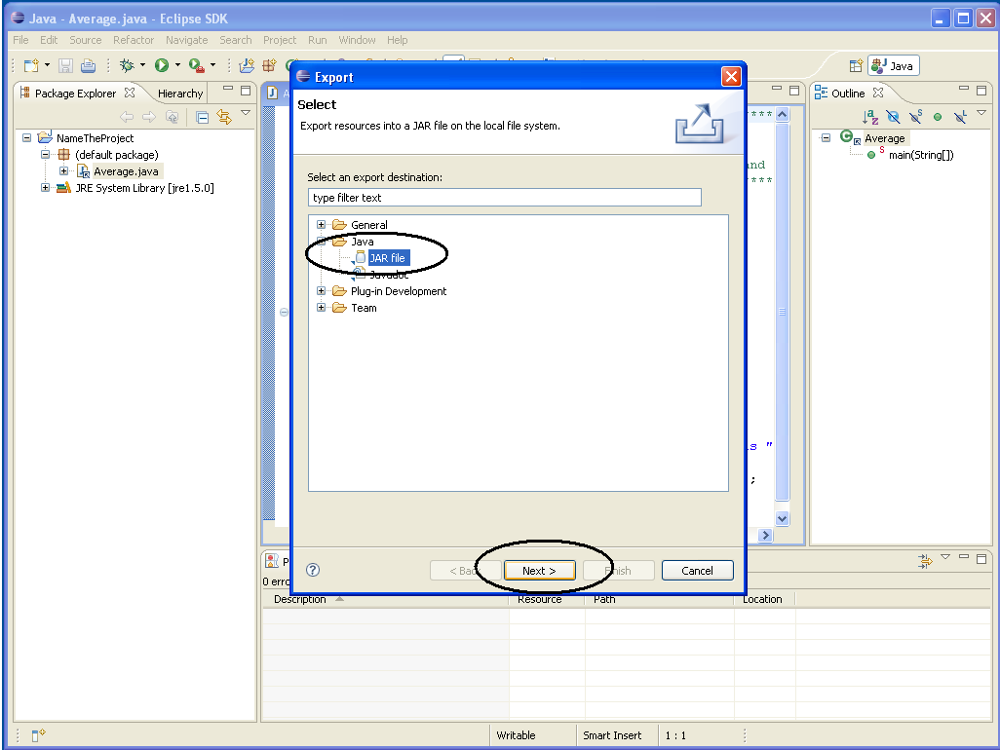 Java - Average.java - Eclipse SDK
File Edit Source Refactor Navigate Search Project Run Window Help
Java
Package Explorer Hierarchy
NameTheProject
(default package)
Average.java
JRE System Library [jre1.5.0]
Export
Select
Export resources into a JAR file on the local file system.
Select an export destination:
type filter text
General
Java
JAR file
Javadoc
Plug-in Development
Team
< Back Next > Finish Cancel
****
and
****
s "
;
Outline
Average
main(String[])
Description Resource Path Location
Writable Smart Insert 1 : 1